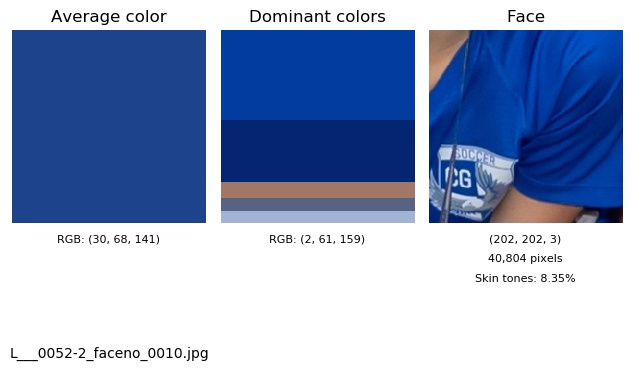 Average color
Dominant colors
Face
SOCCER
CG
RGB: (30, 68, 141)
RGB: (2, 61, 159)
(202, 202, 3)
40,804 pixels
Skin tones: 8.35%
L___0052-2_faceno_0010.jpg